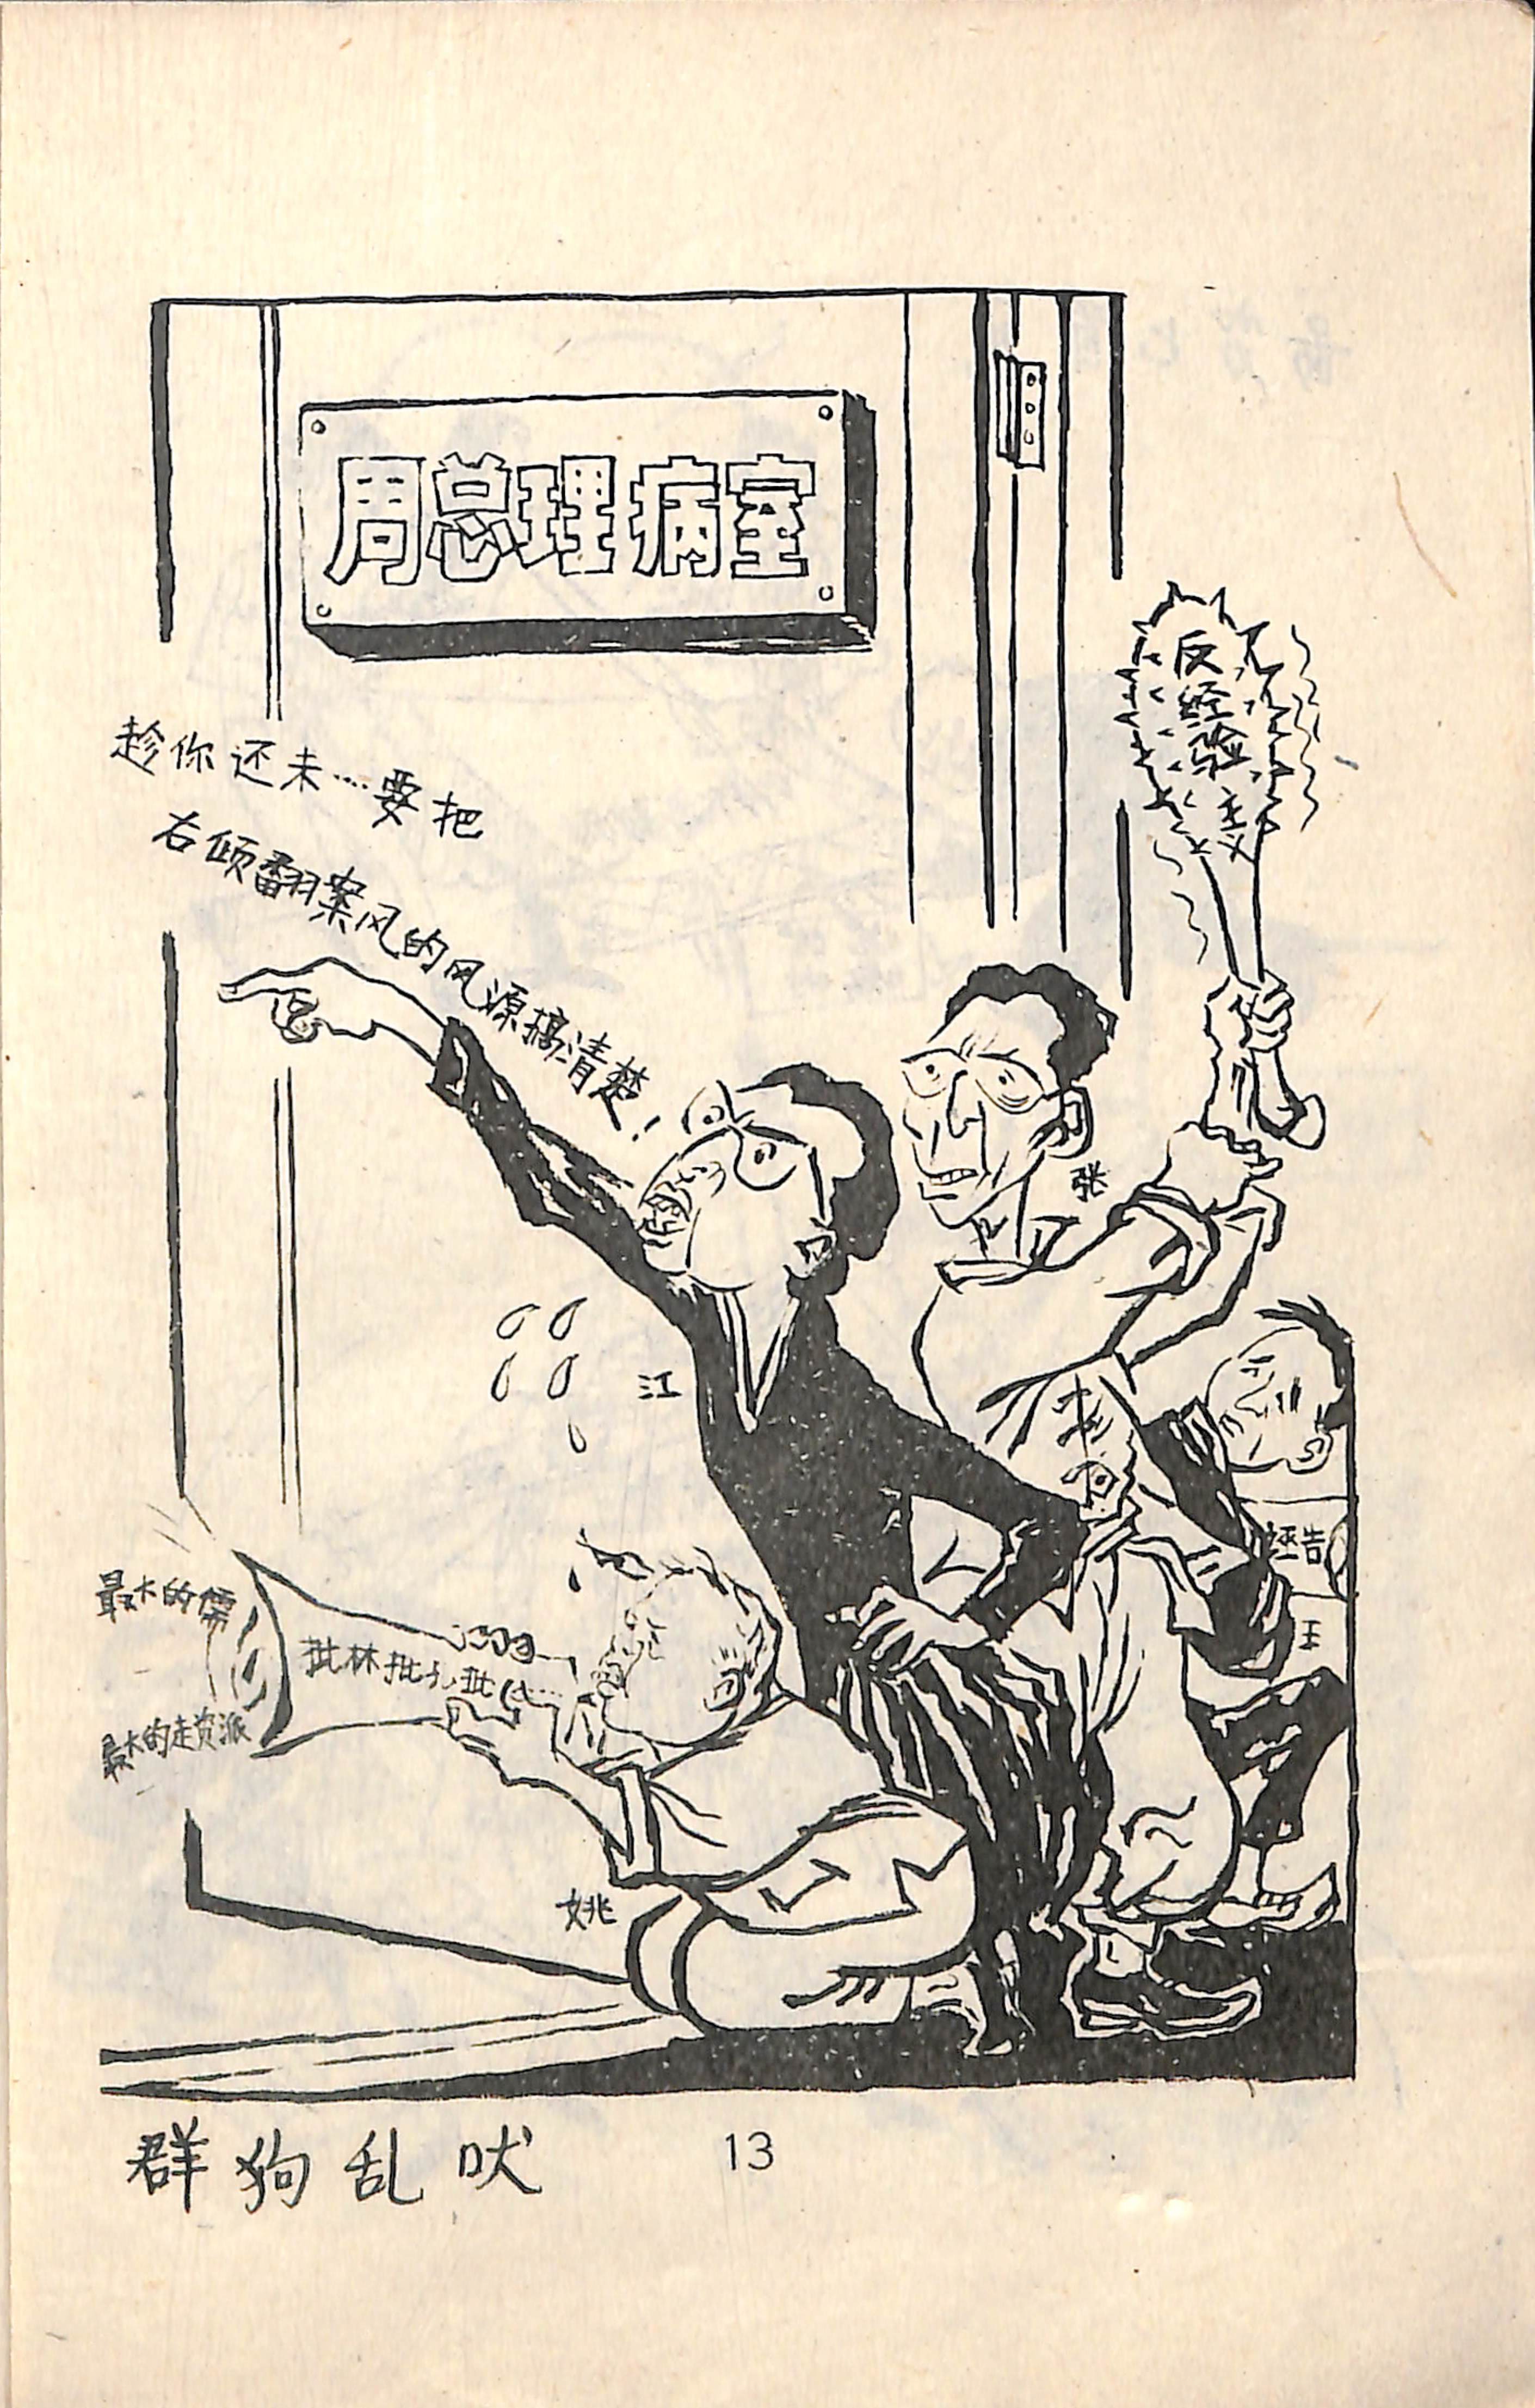 周总理病室
反经验主义
趁你还未…要把
右倾翻案风的风源搞清楚！
张
江
诬告
王
最大的儒
批林批孔批
最大的走资派
姚
群狗乱吠
13